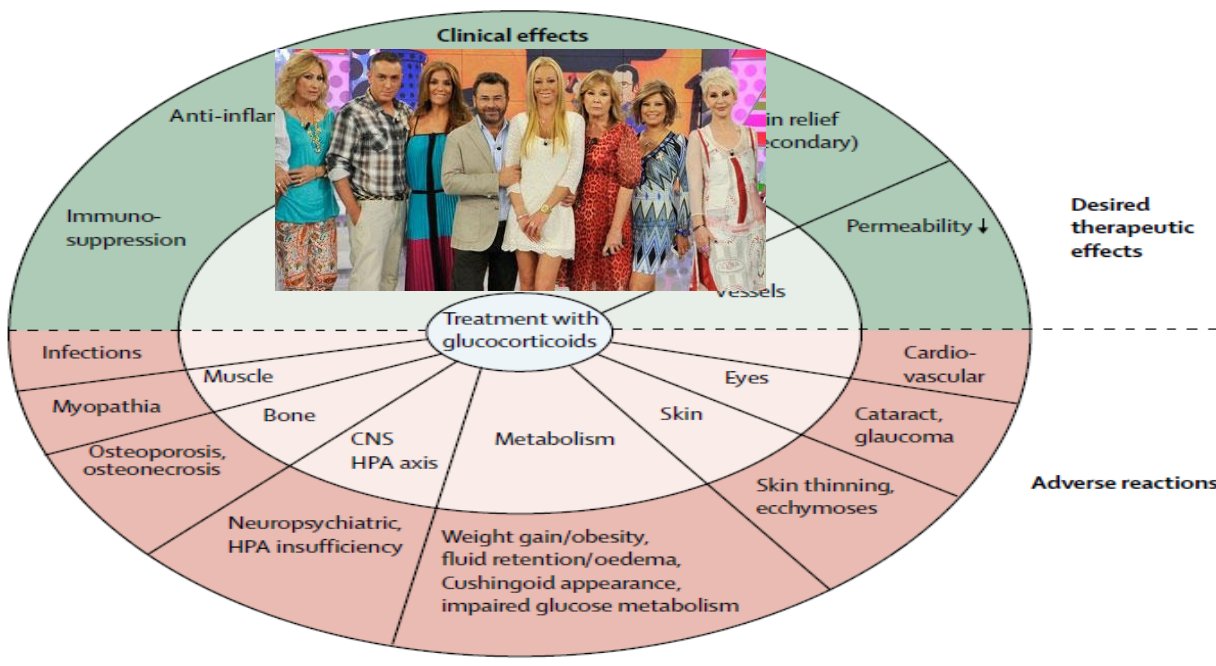 Clinical effects
Anti-inflam
in relief
econdary)
Immuno-
suppression
Permeability ↓
Desired
therapeutic
effects
Vessels
Treatment with
glucocorticoids
Infections
Muscle
Eyes
Cardio-
vascular
Myopathia
Bone
Skin
Cataract,
glaucoma
Osteoporosis,
osteonecrosis
CNS
HPA axis
Metabolism
Skin thinning,
ecchymoses
Adverse reactions
Neuropsychiatric,
HPA insufficiency
Weight gain/obesity,
fluid retention/oedema,
Cushingoid appearance,
impaired glucose metabolism